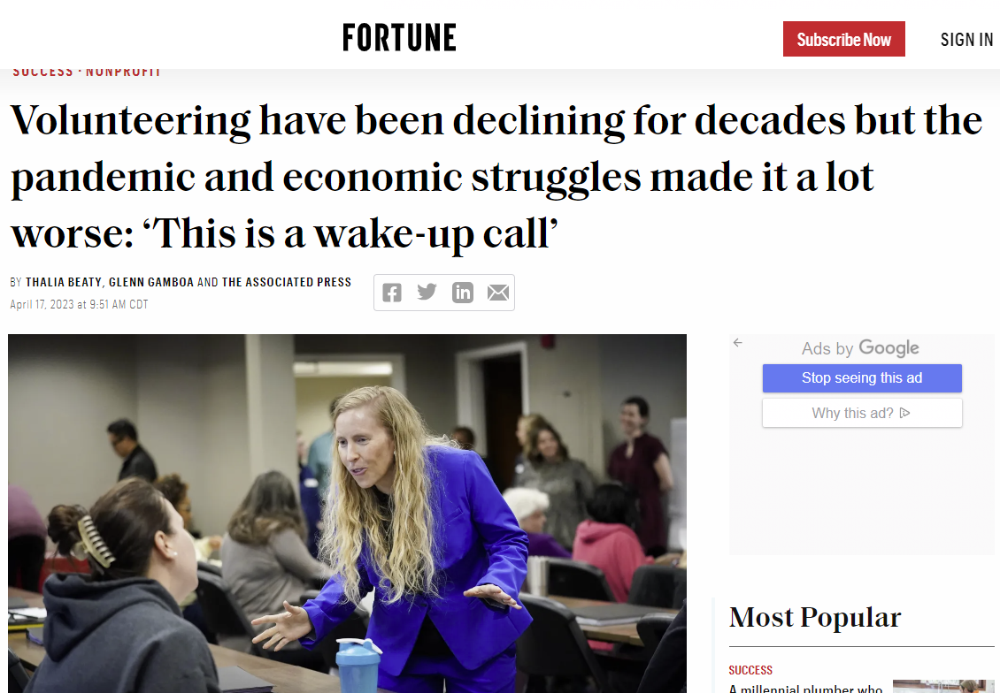 FORTUNE
Subscribe Now
SIGN IN
SUCCESS · NONPROFIT
Volunteering have been declining for decades but the
pandemic and economic struggles made it a lot
worse: ‘This is a wake-up call’
BY THALIA BEATY, GLENN GAMBOA AND THE ASSOCIATED PRESS
April 17, 2023 at 9:51 AM CDT
Ads by Google
Stop seeing this ad
Why this ad?
Most Popular
SUCCESS
A millennial plumber who